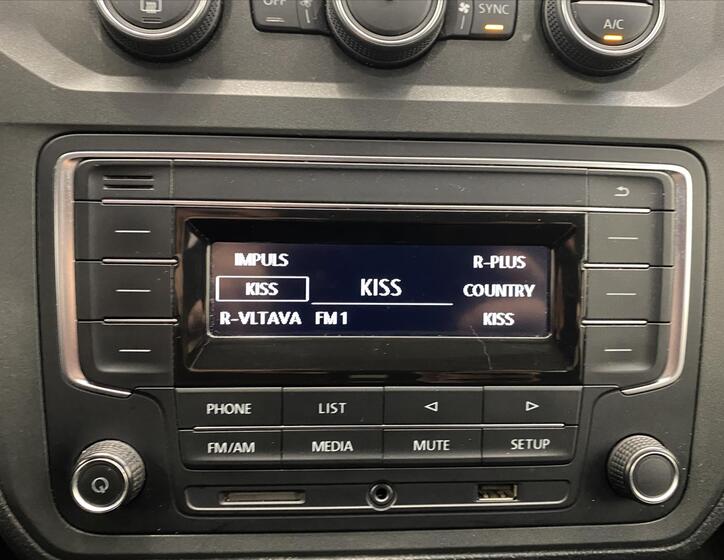 OFF
SYNC
A/C
IMPULS
R-PLUS
KISS
KISS
COUNTRY
R-VLTAVA
FM1
KISS
PHONE
LIST
FM/AM
MEDIA
MUTE
SETUP